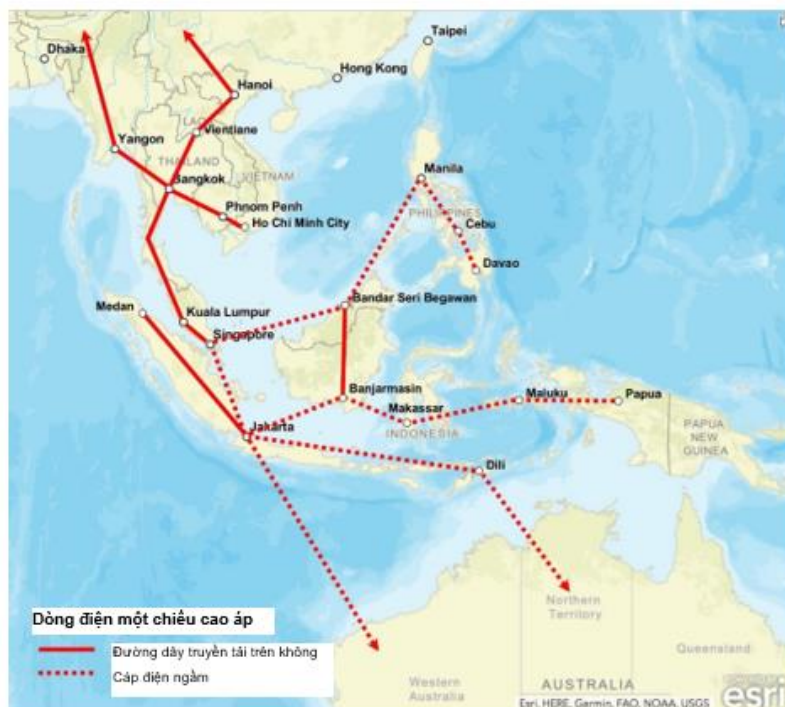 Taipei
Dhaka
Hong Kong
Hanoi
LAOS
Vientiane
Yangon
THAILAND
VIETNAM
Bangkok
Manila
Phnom Penh
PHILIPPINES
Ho Chi Minh City
Cebu
Davao
Bandar Seri Begawan
Medan
Kuala Lumpur
Singapore
Banjarmasin
Makassar
Maluku
Papua
Jakarta
INDONESIA
PAPUA
NEW
GUINEA
Dili
Northern
Territory
Dòng điện một chiều cao áp
Đường dây truyền tải trên không
Cáp điện ngầm
Queensland
Western
Australia
AUSTRALIA
esri
Esri, HERE, Garmin, FAO, NOAA, USGS